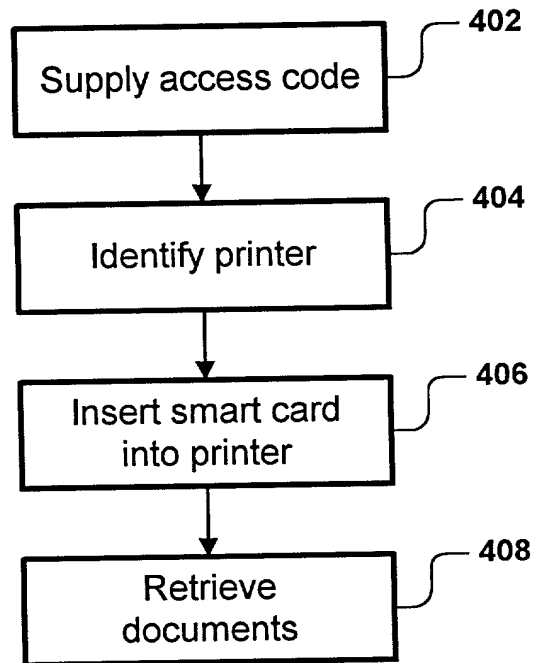 402
Supply access code
404
Identify printer
406
Insert smart card
into printer
408
Retrieve
documents